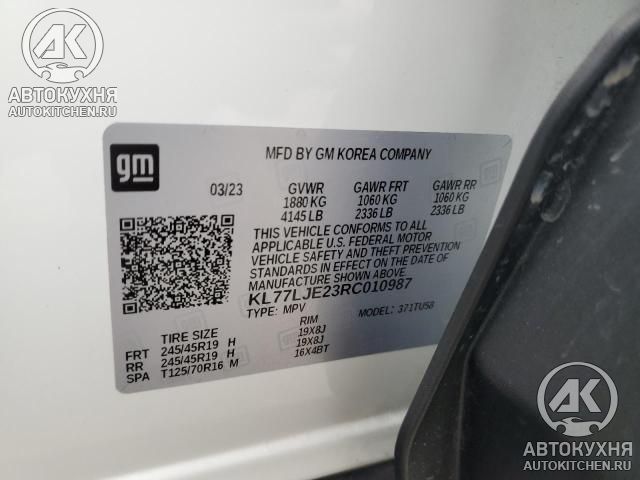 АК
АВТОКУХНЯ
AUTOKITCHEN.RU
gm
MFD BY GM KOREA COMPANY
03/23 GVWR GAWR FRT GAWR RR
1880 KG 1060 KG 1060 KG
4145 LB 2336 LB 2336 LB
THIS VEHICLE CONFORMS TO ALL
APPLICABLE U.S. FEDERAL MOTOR
VEHICLE SAFETY, BUMPER, AND THEFT PREVENTION
STANDARDS IN EFFECT ON THE DATE OF
MANUFACTURE SHOWN ABOVE.
KL77LJE23RC010987
TYPE: MPV MODEL: 371TU58
TIRE SIZE RIM
FRT 245/45R19 H 19X8J
RR 245/45R19 H 19X8J
SPA T125/70R16 M 16X4BT
АК
АВТОКУХНЯ
AUTOKITCHEN.RU